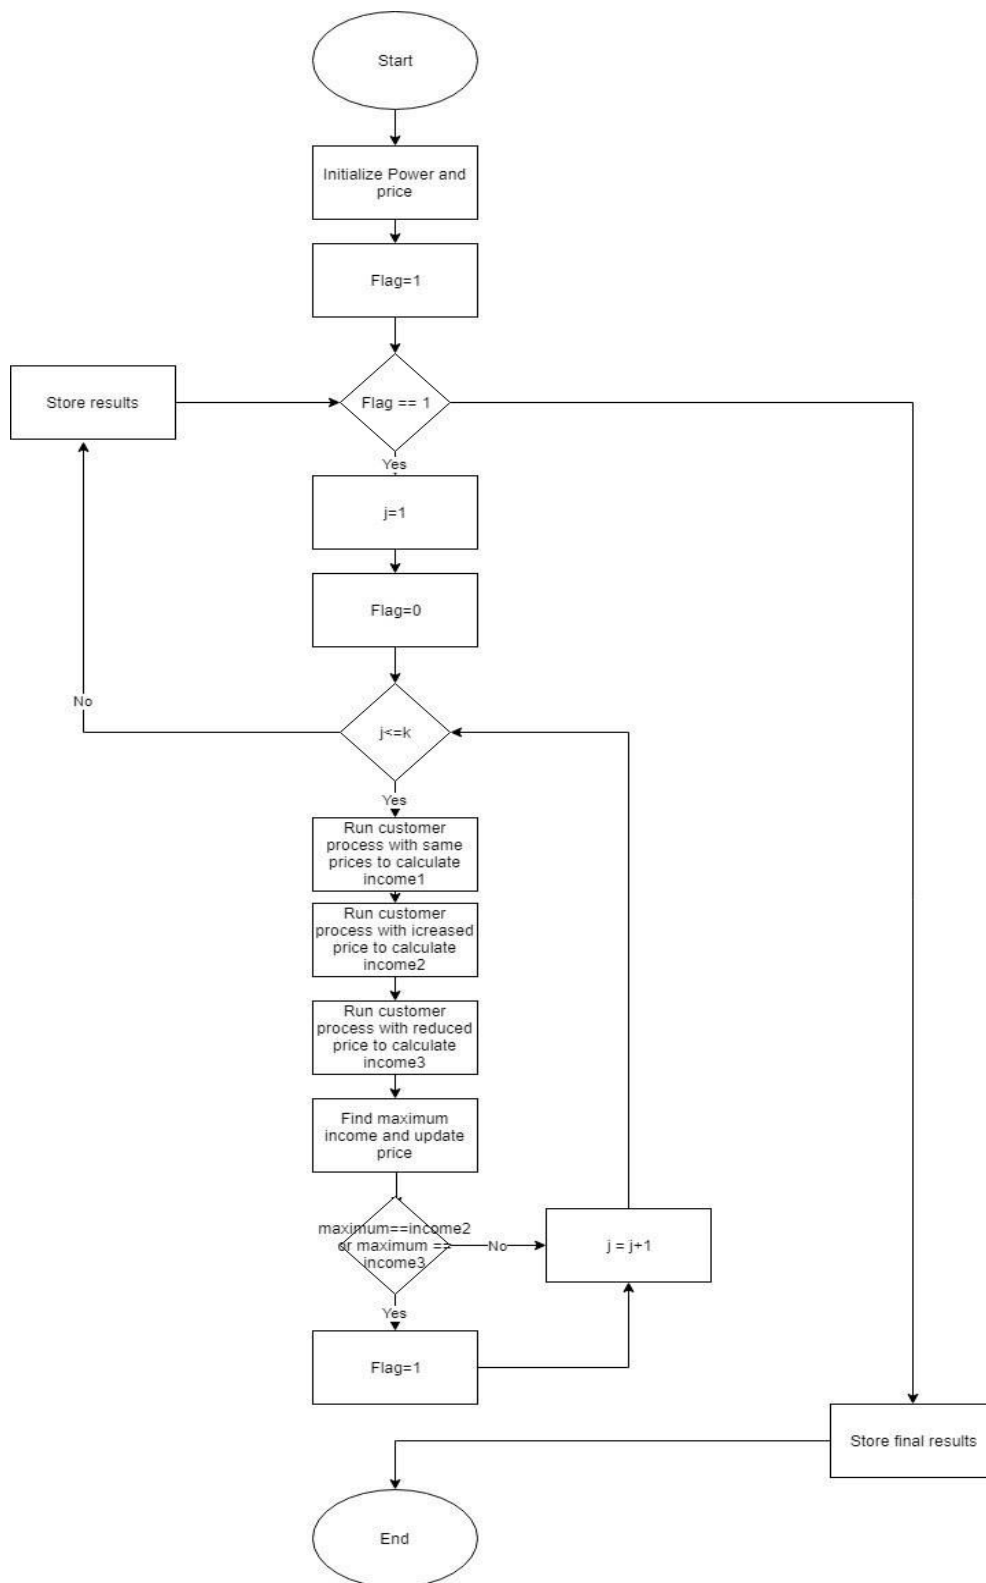 Start
Initialize Power and
price
Flag=1
Store results
Flag == 1
Yes
j=1
Flag=0
No
j<=k
Yes
Run customer
process with same
prices to calculate
income1
Run customer
process with icreased
price to calculate
income2
Run customer
process with reduced
price to calculate
income3
Find maximum
income and update
price
maximum==income2
or maximum ==
income3
No
j = j+1
Yes
Flag=1
Store final results
End